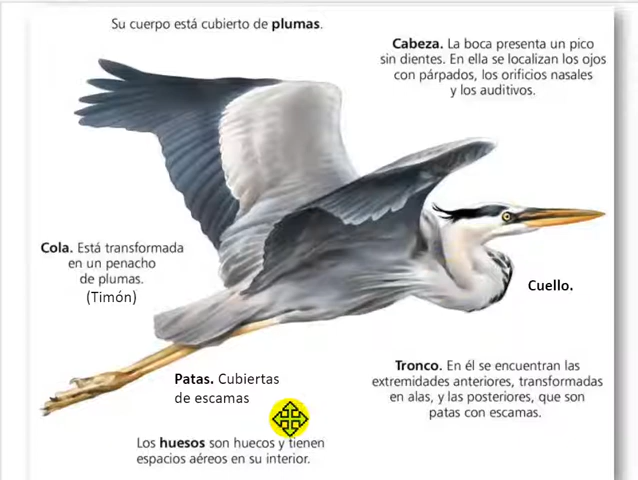 Su cuerpo está cubierto de plumas.
Cabeza. La boca presenta un pico
sin dientes. En ella se localizan los ojos
con párpados, los orificios nasales
y los auditivos.
Cola. Está transformada
en un penacho
de plumas.
(Timón)
Cuello.
Patas. Cubiertas
de escamas
Tronco. En él se encuentran las
extremidades anteriores, transformadas
en alas, y las posteriores, que son
patas con escamas.
Los huesos son huecos y tienen
espacios aéreos en su interior.